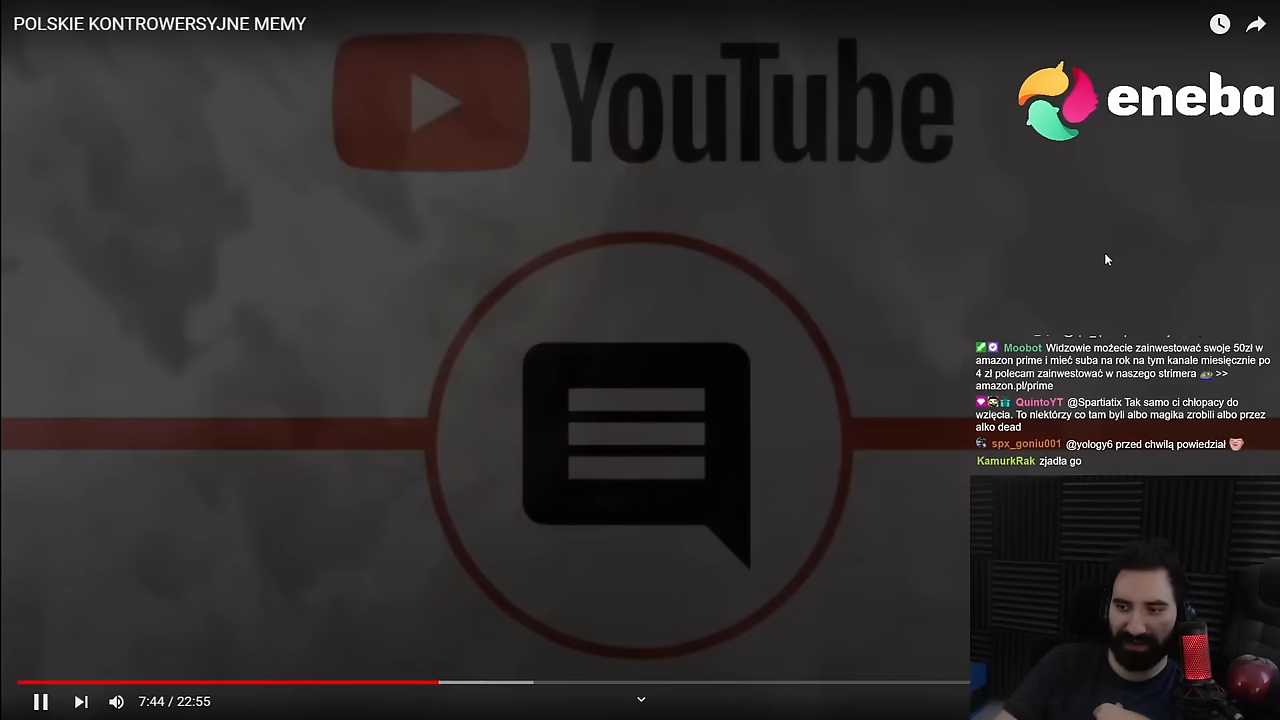 POLSKIE KONTROWERSYJNE MEMY
YouTube
eneba
Moobot Widzowie możecie zainwestować swoje 50zł w
amazon prime i mieć suba na rok na tym kanale miesięcznie po
4 zł polecam zainwestować w naszego strimera >>
amazon.pl/prime
QuintoYT @Spartiatix Tak samo ci chłopacy do
wzięcia. To niektórzy co tam byli albo magika zrobili albo przez
alko dead
spx_goniu001 @yology6 przed chwilą powiedział
KamurkRak zjadła go
7:44 / 22:55